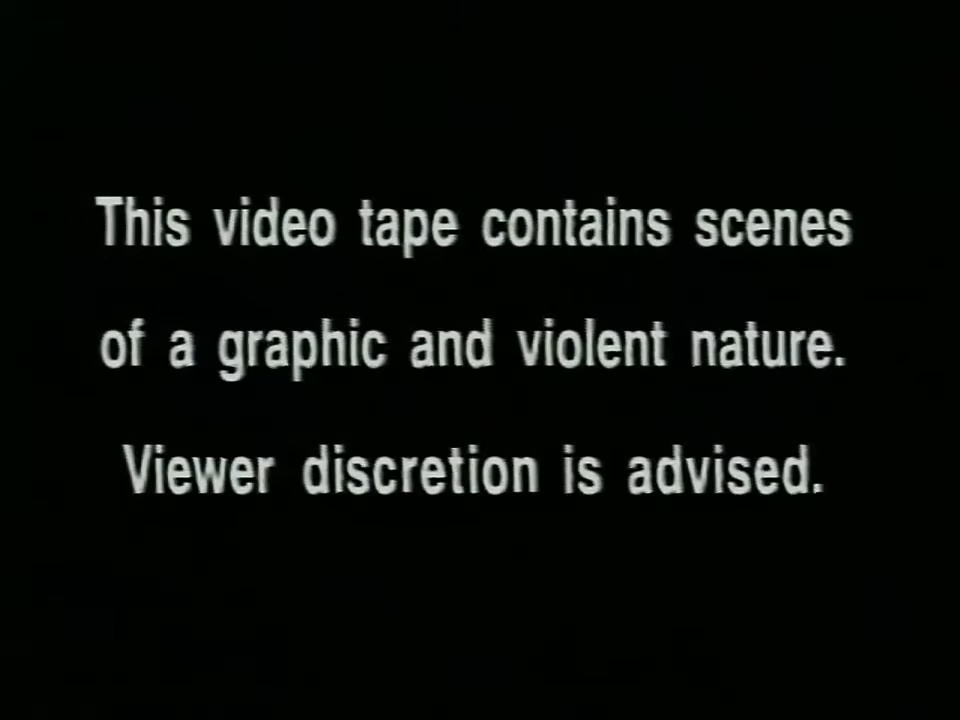 This video tape contains scenes
of a graphic and violent nature.
Viewer discretion is advised.